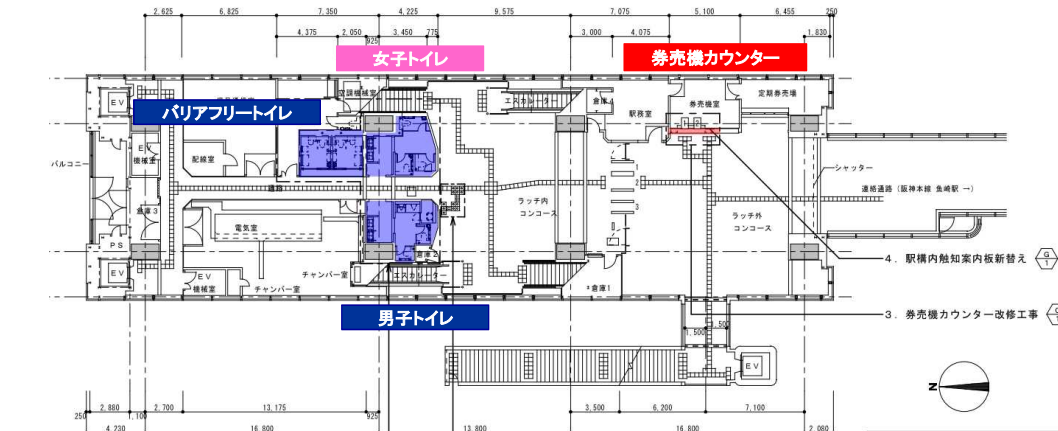 2,625 6,825 7,350 4,225 9,575 7,075 5,100 6,455 250
4,375 2,050 3,450 775 3,000 4,075 1,830
925
女子トイレ
券売機カウンター
バリアフリートイレ
EV
空調機械室
エスカレーター
倉庫4
駅務室
券売機室
定期券売場
バルコニー
EV
機械室
配線室
シャッター
通路
連絡通路（阪神本線 魚崎駅 →）
倉庫3
電気室
ラッチ内
コンコース
ラッチ外
コンコース
1
2
3
PS
倉庫2
4. 駅構内触知案内板新替え
G
1
EV
EV
機械室
チャンバー室
チャンバー室
エスカレーター
倉庫1
男子トイレ
3. 券売機カウンター改修工事
1,500
EV
N
2,880 2,700 13,175 3,500 6,200 7,100
250 1,100 925
4,230 16,800 13,800 16,800 2,080